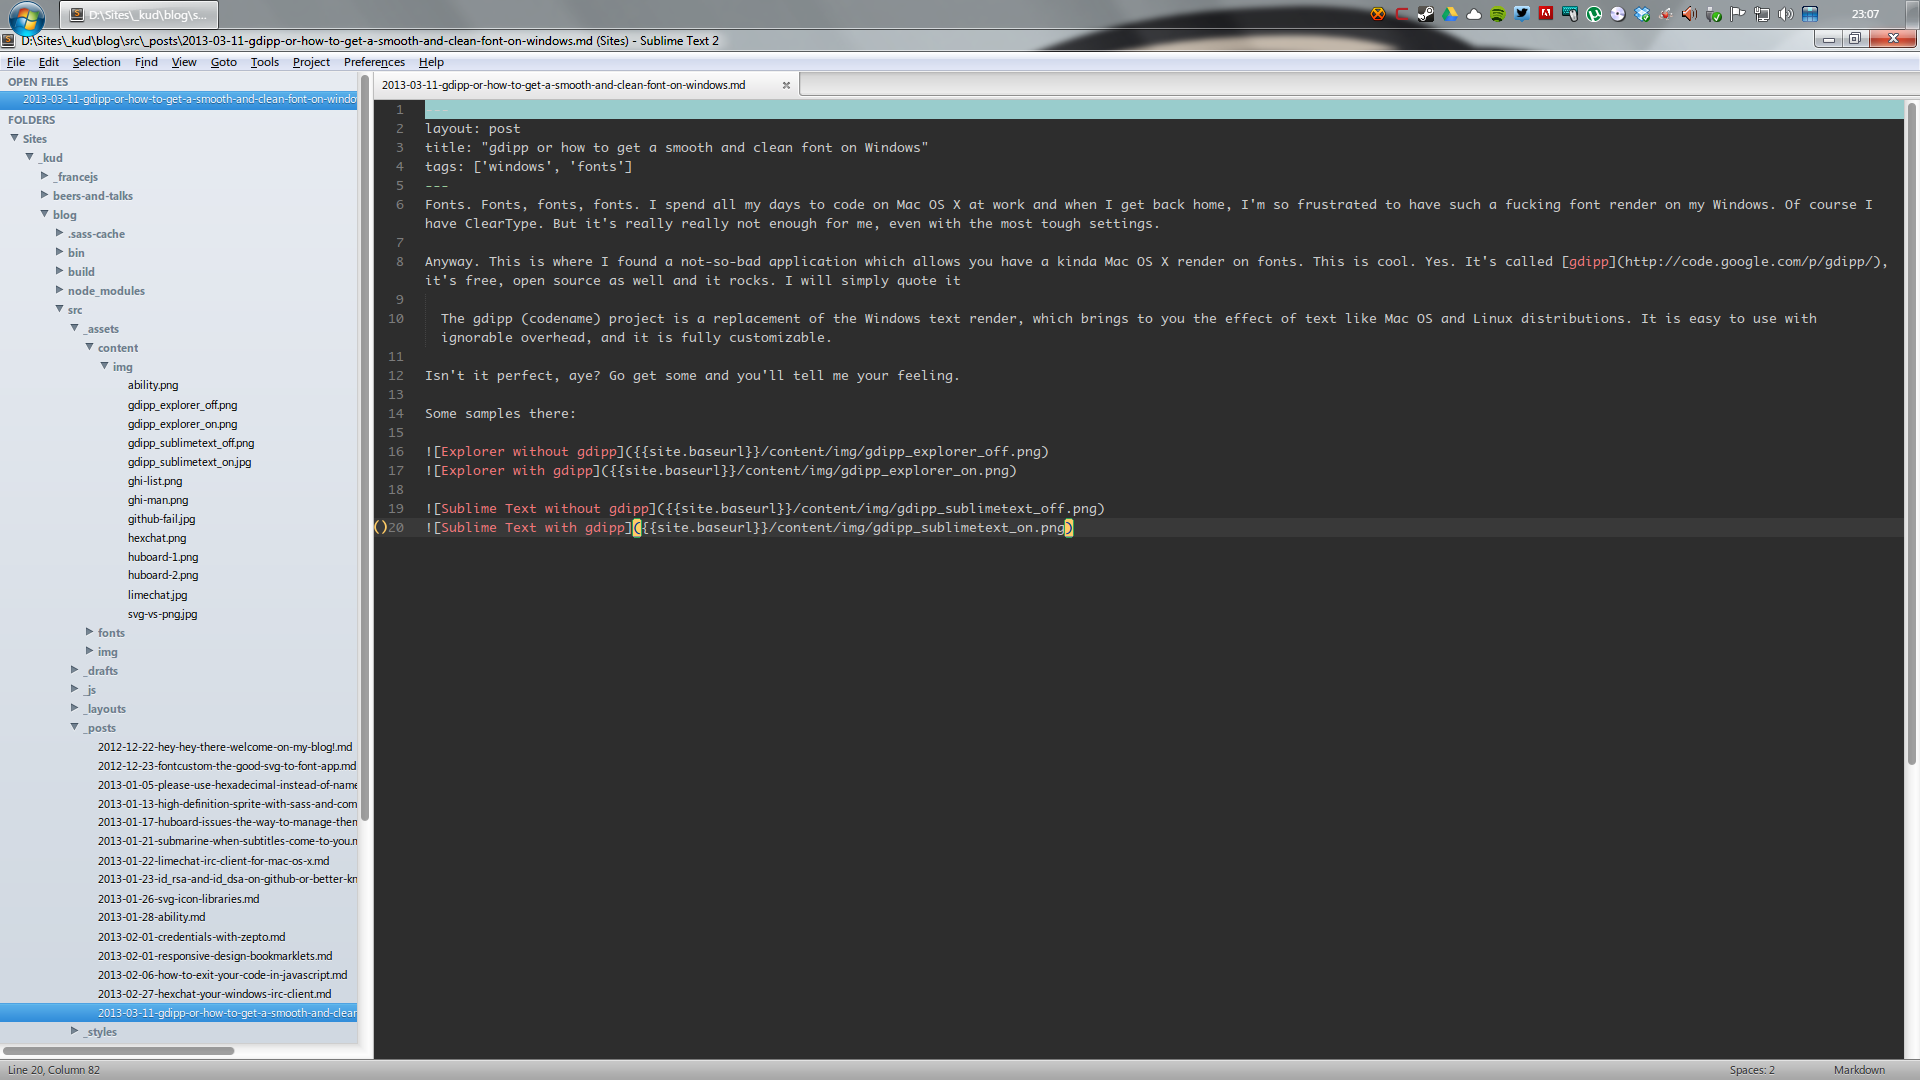 D:\Sites\_kud\blog\s...
23:07
D:\Sites\_kud\blog\src\_posts\2013-03-11-gdipp-or-how-to-get-a-smooth-and-clean-font-on-windows.md (Sites) - Sublime Text 2
File Edit Selection Find View Goto Tools Project Preferences Help
OPEN FILES
2013-03-11-gdipp-or-how-to-get-a-smooth-and-clean-font-on-windo
FOLDERS
Sites
_kud
_francejs
beers-and-talks
blog
.sass-cache
bin
build
node_modules
src
_assets
content
img
ability.png
gdipp_explorer_off.png
gdipp_explorer_on.png
gdipp_sublimetext_off.png
gdipp_sublimetext_on.jpg
ghi-list.png
ghi-man.png
github-fail.jpg
hexchat.png
huboard-1.png
huboard-2.png
limechat.jpg
svg-vs-png.jpg
fonts
img
_drafts
_js
_layouts
_posts
2012-12-22-hey-hey-there-welcome-on-my-blog!.md
2012-12-23-fontcustom-the-good-svg-to-font-app.md
2013-01-05-please-use-hexadecimal-instead-of-name
2013-01-13-high-definition-sprite-with-sass-and-com
2013-01-17-huboard-issues-the-way-to-manage-then
2013-01-21-submarine-when-subtitles-come-to-you.n
2013-01-22-limechat-irc-client-for-mac-os-x.md
2013-01-23-id_rsa-and-id_dsa-on-github-or-better-kn
2013-01-26-svg-icon-libraries.md
2013-01-28-ability.md
2013-02-01-credentials-with-zepto.md
2013-02-01-responsive-design-bookmarklets.md
2013-02-06-how-to-exit-your-code-in-javascript.md
2013-02-27-hexchat-your-windows-irc-client.md
2013-03-11-gdipp-or-how-to-get-a-smooth-and-clear
_styles
2013-03-11-gdipp-or-how-to-get-a-smooth-and-clean-font-on-windows.md
1 ---
2 layout: post
3 title: "gdipp or how to get a smooth and clean font on Windows"
4 tags: ['windows', 'fonts']
5 ---
6 Fonts. Fonts, fonts, fonts. I spend all my days to code on Mac OS X at work and when I get back home, I'm so frustrated to have such a fucking font render on my Windows. Of course I
have ClearType. But it's really really not enough for me, even with the most tough settings.
7
8 Anyway. This is where I found a not-so-bad application which allows you have a kinda Mac OS X render on fonts. This is cool. Yes. It's called [gdipp](http://code.google.com/p/gdipp/),
it's free, open source as well and it rocks. I will simply quote it
9
10 The gdipp (codename) project is a replacement of the Windows text render, which brings to you the effect of text like Mac OS and Linux distributions. It is easy to use with
ignorable overhead, and it is fully customizable.
11
12 Isn't it perfect, aye? Go get some and you'll tell me your feeling.
13
14 Some samples there:
15
16 ![Explorer without gdipp]({{site.baseurl}}/content/img/gdipp_explorer_off.png)
17 ![Explorer with gdipp]({{site.baseurl}}/content/img/gdipp_explorer_on.png)
18
19 ![Sublime Text without gdipp]({{site.baseurl}}/content/img/gdipp_sublimetext_off.png)
()20 ![Sublime Text with gdipp]({{site.baseurl}}/content/img/gdipp_sublimetext_on.png)
Line 20, Column 82
Spaces: 2
Markdown